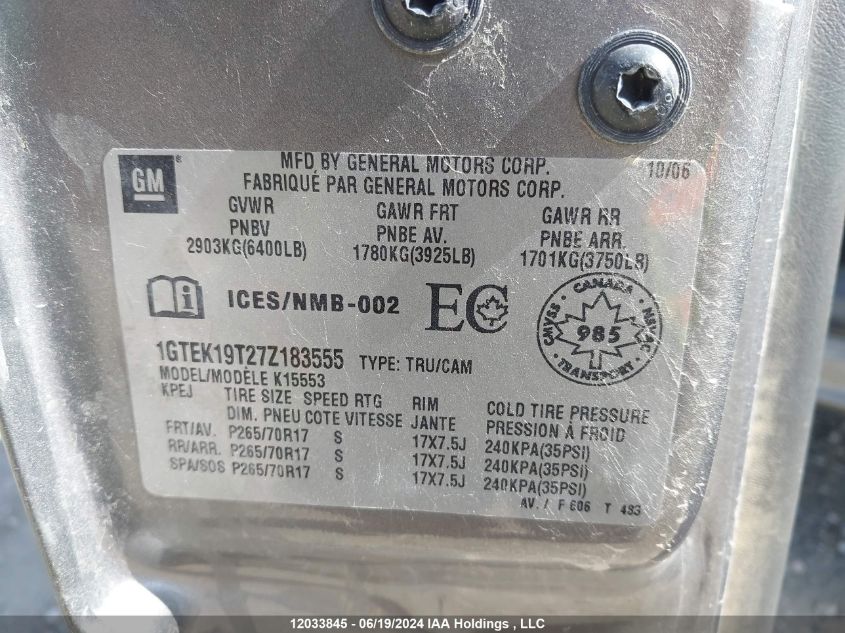 GM
MFD BY GENERAL MOTORS CORP.
10/06
FABRIQUÉ PAR GENERAL MOTORS CORP.
GVWR GAWR FRT GAWR RR
PNBV PNBE AV. PNBE ARR.
2903KG(6400LB) 1780KG(3925LB) 1701KG(3750LB)
i ICES/NMB-002 EC
CANADA
CMVSS 985 NSVAC
TRANSPORT
1GTEK19T27Z183555 TYPE: TRU/CAM
MODEL/MODÈLE K15553
KPEJ TIRE SIZE SPEED RTG RIM COLD TIRE PRESSURE
DIM. PNEU COTE VITESSE JANTE PRESSION À FROID
FRT/AV. P265/70R17 S 17X7.5J 240KPA(35PSI)
RR/ARR. P265/70R17 S 17X7.5J 240KPA(35PSI)
SPA/SOS P265/70R17 S 17X7.5J 240KPA(35PSI)
AV. / F 606 T 483
12033845 - 06/19/2024 IAA Holdings , LLC